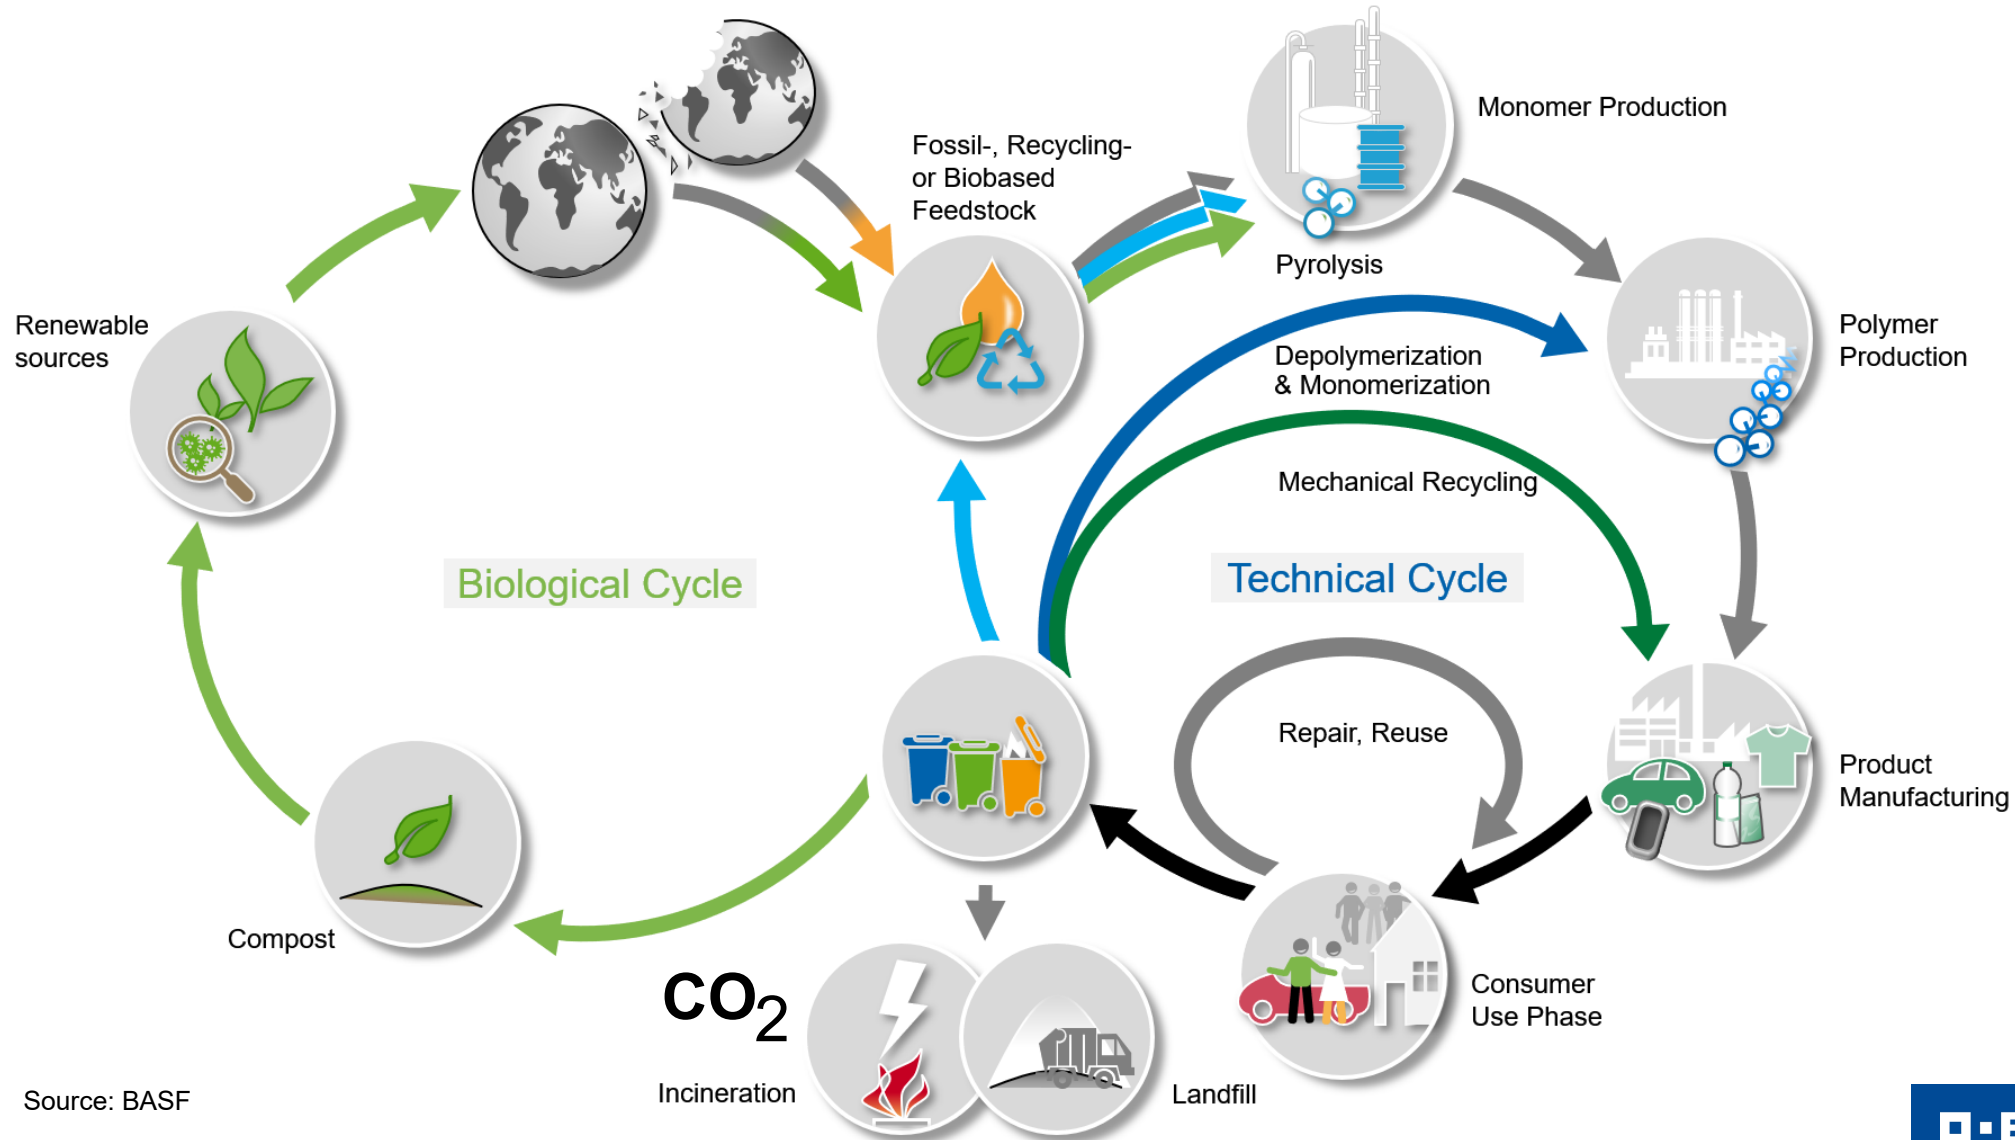 Fossil-, Recycling-
or Biobased
Feedstock
Monomer Production
Pyrolysis
Renewable
sources
Polymer
Production
Depolymerization
& Monomerization
Mechanical Recycling
Biological Cycle
Technical Cycle
Repair, Reuse
Product
Manufacturing
Compost
CO2
Consumer
Use Phase
Incineration
Landfill
Source: BASF